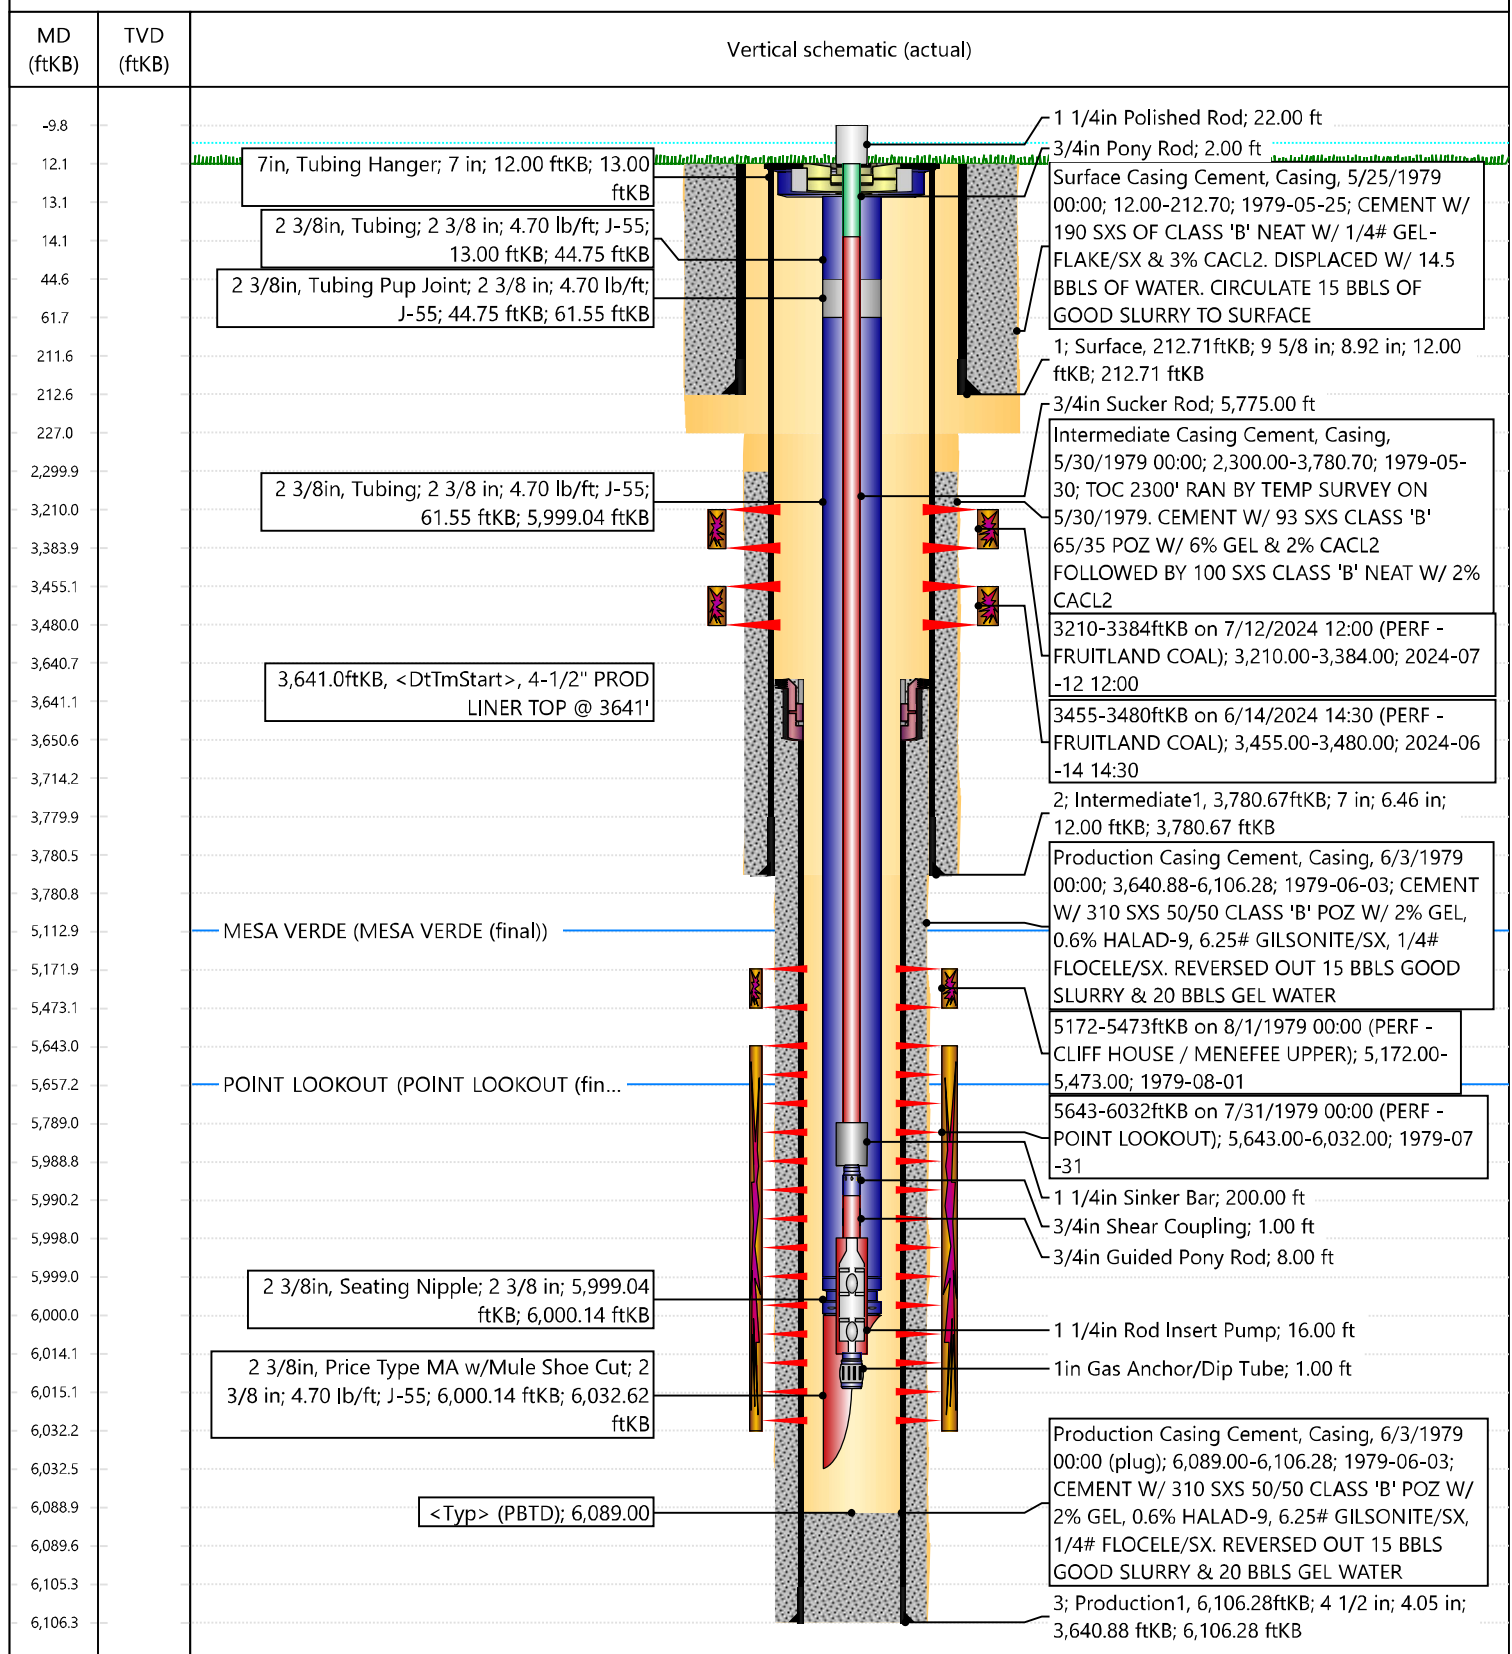 MD
(ftKB)
TVD
(ftKB)
Vertical schematic (actual)
-9.8
12.1
13.1
14.1
44.6
61.7
211.6
212.6
227.0
2,299.9
3,210.0
3,383.9
3,455.1
3,480.0
3,640.7
3,641.1
3,650.6
3,714.2
3,779.9
3,780.5
3,780.8
5,112.9
5,171.9
5,473.1
5,643.0
5,657.2
5,789.0
5,988.8
5,990.2
5,998.0
5,999.0
6,000.0
6,014.1
6,015.1
6,032.2
6,032.5
6,088.9
6,089.6
6,105.3
6,106.3
7in, Tubing Hanger; 7 in; 12.00 ftKB; 13.00
ftKB
2 3/8in, Tubing; 2 3/8 in; 4.70 lb/ft; J-55;
13.00 ftKB; 44.75 ftKB
2 3/8in, Tubing Pup Joint; 2 3/8 in; 4.70 lb/ft;
J-55; 44.75 ftKB; 61.55 ftKB
2 3/8in, Tubing; 2 3/8 in; 4.70 lb/ft; J-55;
61.55 ftKB; 5,999.04 ftKB
3,641.0ftKB, <DtTmStart>, 4-1/2" PROD
LINER TOP @ 3641'
MESA VERDE (MESA VERDE (final))
POINT LOOKOUT (POINT LOOKOUT (fin...
2 3/8in, Seating Nipple; 2 3/8 in; 5,999.04
ftKB; 6,000.14 ftKB
2 3/8in, Price Type MA w/Mule Shoe Cut; 2
3/8 in; 4.70 lb/ft; J-55; 6,000.14 ftKB; 6,032.62
ftKB
<Typ> (PBTD); 6,089.00
1 1/4in Polished Rod; 22.00 ft
3/4in Pony Rod; 2.00 ft
Surface Casing Cement, Casing, 5/25/1979
00:00; 12.00-212.70; 1979-05-25; CEMENT W/
190 SXS OF CLASS 'B' NEAT W/ 1/4# GEL-
FLAKE/SX & 3% CACL2. DISPLACED W/ 14.5
BBLS OF WATER. CIRCULATE 15 BBLS OF
GOOD SLURRY TO SURFACE
1; Surface, 212.71ftKB; 9 5/8 in; 8.92 in; 12.00
ftKB; 212.71 ftKB
3/4in Sucker Rod; 5,775.00 ft
Intermediate Casing Cement, Casing,
5/30/1979 00:00; 2,300.00-3,780.70; 1979-05-
30; TOC 2300' RAN BY TEMP SURVEY ON
5/30/1979. CEMENT W/ 93 SXS CLASS 'B'
65/35 POZ W/ 6% GEL & 2% CACL2
FOLLOWED BY 100 SXS CLASS 'B' NEAT W/ 2%
CACL2
3210-3384ftKB on 7/12/2024 12:00 (PERF -
FRUITLAND COAL); 3,210.00-3,384.00; 2024-07
-12 12:00
3455-3480ftKB on 6/14/2024 14:30 (PERF -
FRUITLAND COAL); 3,455.00-3,480.00; 2024-06
-14 14:30
2; Intermediate1, 3,780.67ftKB; 7 in; 6.46 in;
12.00 ftKB; 3,780.67 ftKB
Production Casing Cement, Casing, 6/3/1979
00:00; 3,640.88-6,106.28; 1979-06-03; CEMENT
W/ 310 SXS 50/50 CLASS 'B' POZ W/ 2% GEL,
0.6% HALAD-9, 6.25# GILSONITE/SX, 1/4#
FLOCELE/SX. REVERSED OUT 15 BBLS GOOD
SLURRY & 20 BBLS GEL WATER
5172-5473ftKB on 8/1/1979 00:00 (PERF -
CLIFF HOUSE / MENEFEE UPPER); 5,172.00-
5,473.00; 1979-08-01
5643-6032ftKB on 7/31/1979 00:00 (PERF -
POINT LOOKOUT); 5,643.00-6,032.00; 1979-07
-31
1 1/4in Sinker Bar; 200.00 ft
3/4in Shear Coupling; 1.00 ft
3/4in Guided Pony Rod; 8.00 ft
1 1/4in Rod Insert Pump; 16.00 ft
1in Gas Anchor/Dip Tube; 1.00 ft
Production Casing Cement, Casing, 6/3/1979
00:00 (plug); 6,089.00-6,106.28; 1979-06-03;
CEMENT W/ 310 SXS 50/50 CLASS 'B' POZ W/
2% GEL, 0.6% HALAD-9, 6.25# GILSONITE/SX,
1/4# FLOCELE/SX. REVERSED OUT 15 BBLS
GOOD SLURRY & 20 BBLS GEL WATER
3; Production1, 6,106.28ftKB; 4 1/2 in; 4.05 in;
3,640.88 ftKB; 6,106.28 ftKB